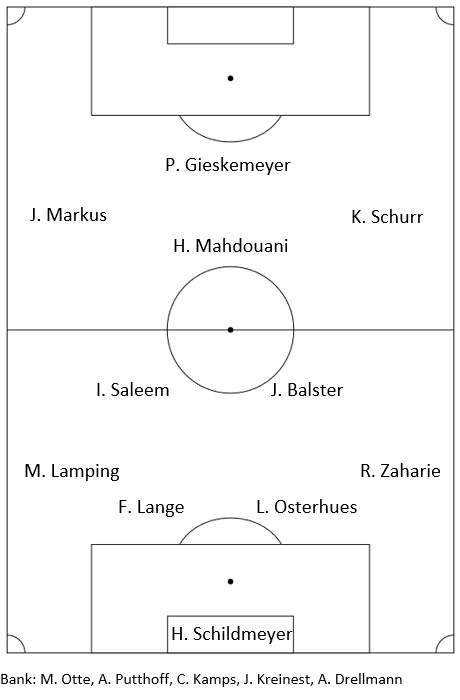 P. Gieskemeyer
J. Markus
K. Schurr
H. Mahdouani
I. Saleem
J. Balster
M. Lamping
R. Zaharie
F. Lange
L. Osterhues
H. Schildmeyer
Bank: M. Otte, A. Putthoff, C. Kamps, J. Kreinest, A. Drellmann